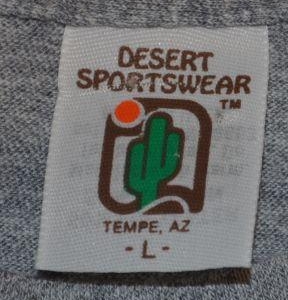 DESERT
SPORTSWEAR
™
TEMPE, AZ
- L -